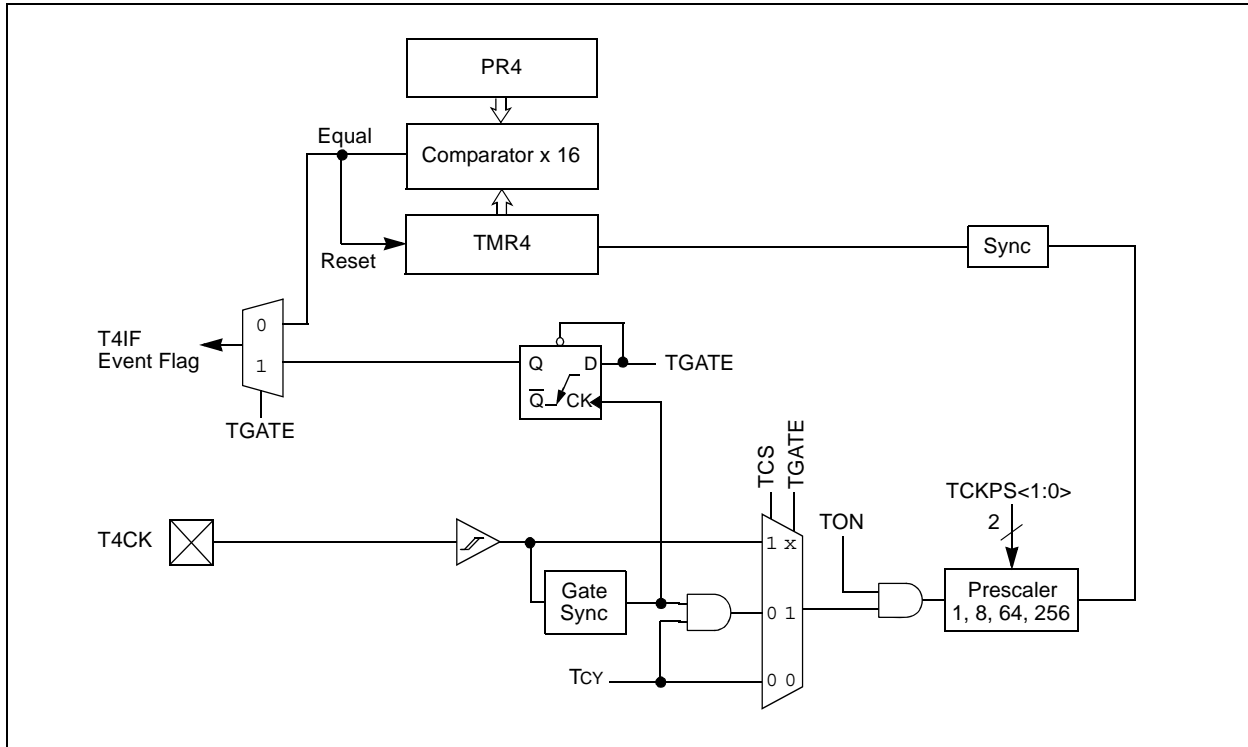 PR4
Equal
Comparator x 16
TMR4
Reset
Sync
0
T4IF
Event Flag
1
Q
D
TGATE
Q
CK
TGATE
TCS
TGATE
TCKPS<1:0>
2
TON
T4CK
1 x
Gate
Sync
0 1
Prescaler
1, 8, 64, 256
TCY
0 0